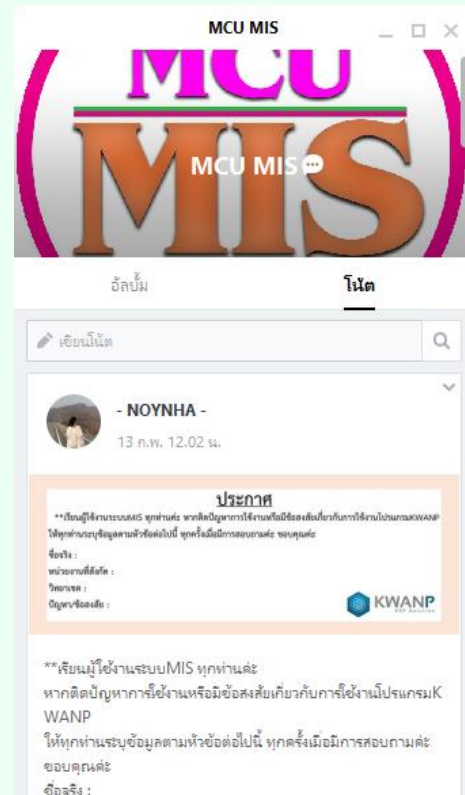 MCU MIS
MCU
MIS
MCU MIS
อัลบั้ม
โน้ต
เขียนโน้ต
- NOYNHA -
13 ก.พ. 12.02 น.
ประกาศ
**เรียนผู้ใช้งานระบบMIS ทุกท่านค่ะ หากติดปัญหาการใช้งานหรือมีข้อสงสัยเกี่ยวกับการใช้งานโปรแกรมKWANP
ให้ทุกท่านระบุข้อมูลตามหัวข้อต่อไปนี้ ทุกครั้งเมื่อมีการสอบถามค่ะ ขอบคุณค่ะ
ชื่อจริง :
หน่วยงานที่สังกัด :
วิทยาเขต :
ปัญหา/ข้อสงสัย :
KWANP
ERP Solution
**เรียนผู้ใช้งานระบบMIS ทุกท่านค่ะ
หากติดปัญหาการใช้งานหรือมีข้อสงสัยเกี่ยวกับการใช้งานโปรแกรมK
WANP
ให้ทุกท่านระบุข้อมูลตามหัวข้อต่อไปนี้ ทุกครั้งเมื่อมีการสอบถามค่ะ
ขอบคุณค่ะ
ชื่อจริง :